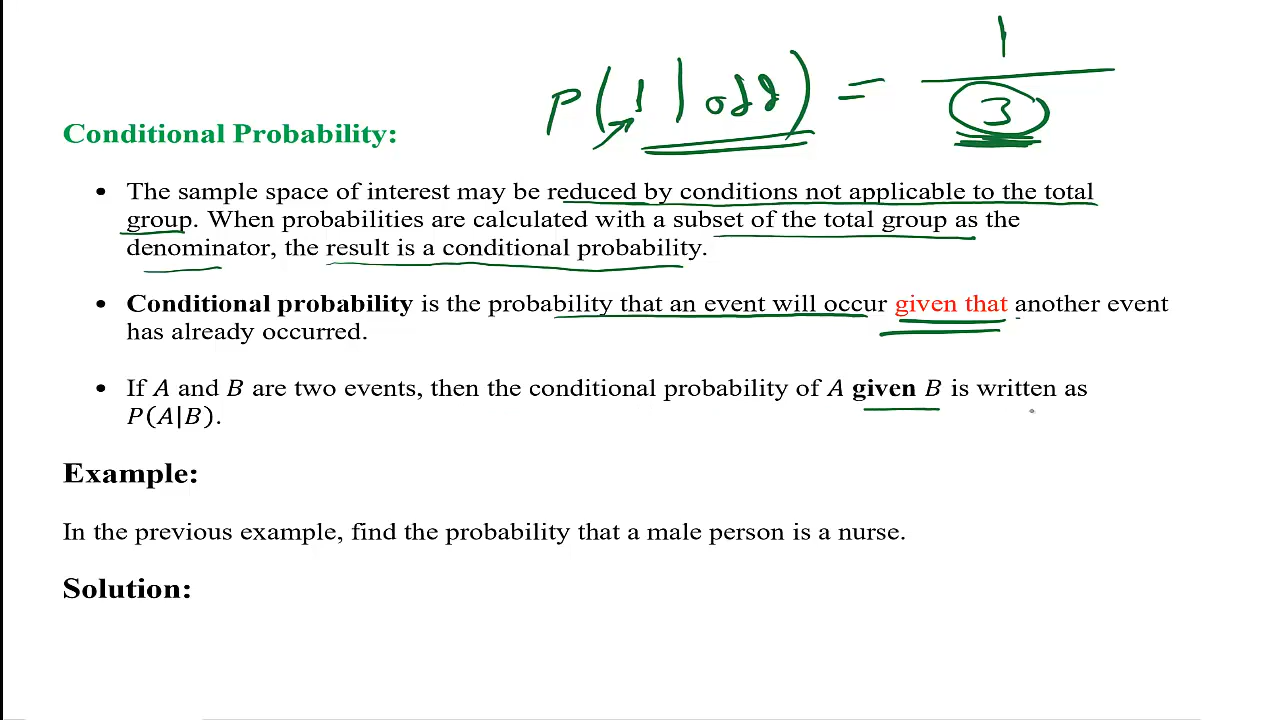 P(1|odd) = 1/3
Conditional Probability:
• The sample space of interest may be reduced by conditions not applicable to the total
group. When probabilities are calculated with a subset of the total group as the
denominator, the result is a conditional probability.
• Conditional probability is the probability that an event will occur given that another event
has already occurred.
• If A and B are two events, then the conditional probability of A given B is written as
P(A|B).
Example:
In the previous example, find the probability that a male person is a nurse.
Solution: